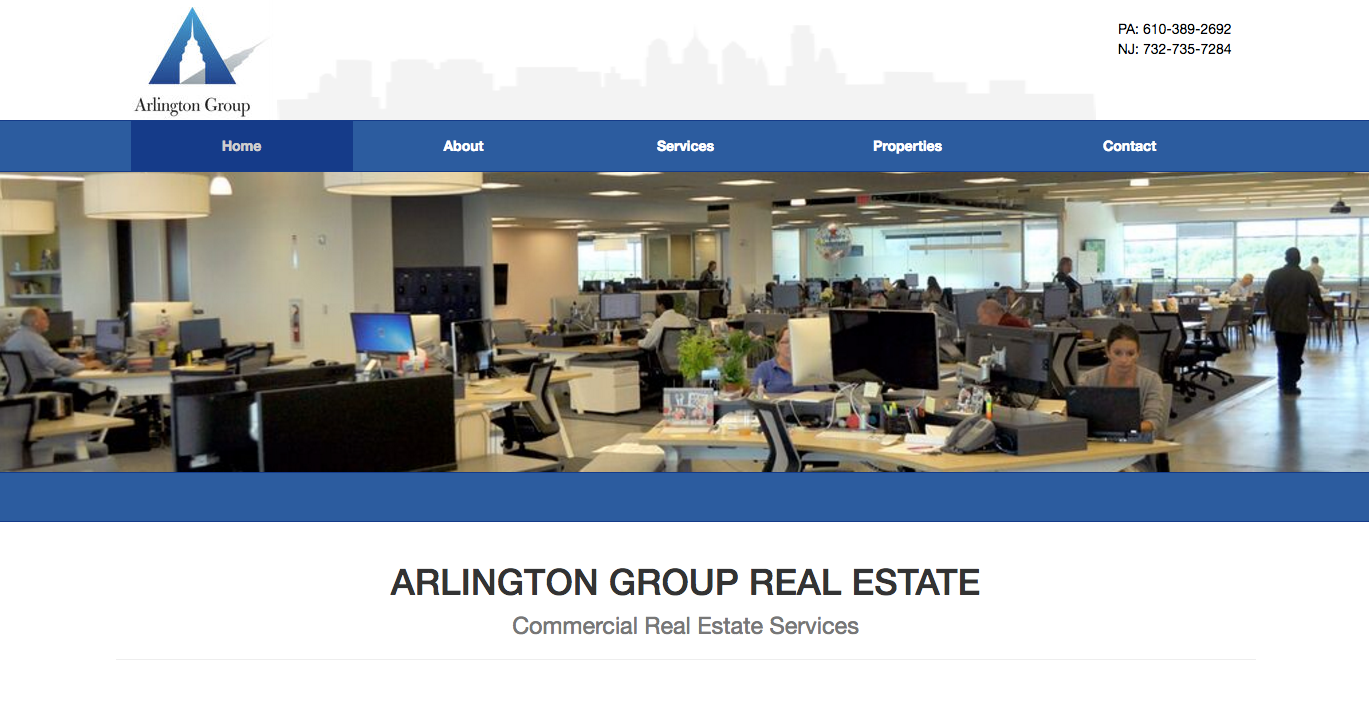 PA: 610-389-2692
NJ: 732-735-7284
Arlington Group
Home About Services Properties Contact
ARLINGTON GROUP REAL ESTATE
Commercial Real Estate Services